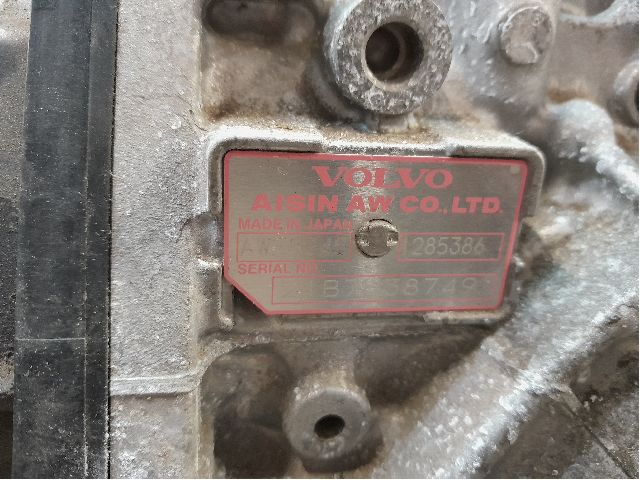 VOLVO
AISIN AW CO., LTD.
MADE IN JAPAN
285386
SERIAL NO.